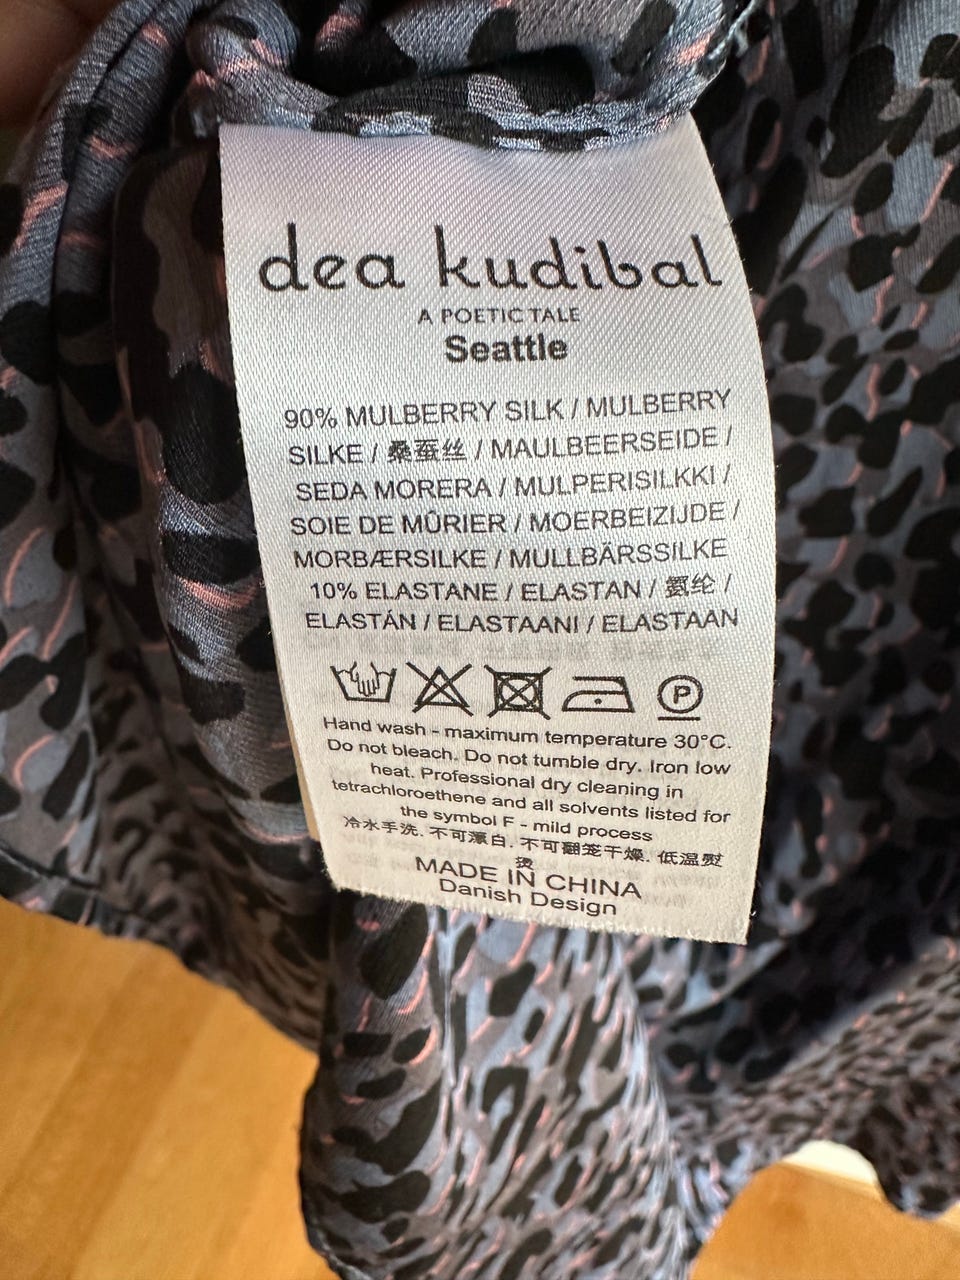 dea kudibal
A POETIC TALE
Seattle
90% MULBERRY SILK / MULBERRY
SILKE / 桑蚕丝 / MAULBEERSEIDE /
SEDA MORERA / MULPERISILKKI /
SOIE DE MÛRIER / MOERBEIZIJDE /
MORBÆRSILKE / MULLBÄRSSILKE
10% ELASTANE / ELASTAN / 氨纶 /
ELASTÁN / ELASTAANI / ELASTAAN
P
Hand wash - maximum temperature 30°C.
Do not bleach. Do not tumble dry. Iron low
heat. Professional dry cleaning in
tetrachloroethene and all solvents listed for
the symbol F - mild process
冷水手洗. 不可漂白. 不可翻笼干燥. 低温熨
烫
MADE IN CHINA
Danish Design